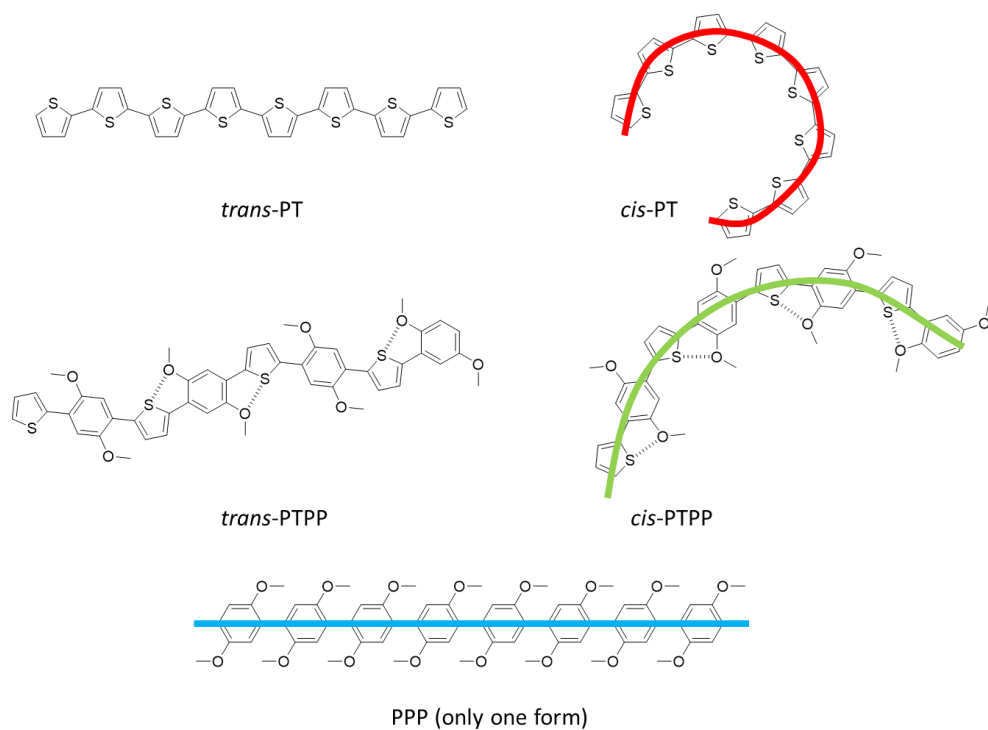 S S S S
S S S S
trans-PT
S S S S S S S S
cis-PT
O O O S
S O S O O
O S S O
O
trans-PTPP
O O
O S S
O S O O O
O
O
S O
cis-PTPP
O O O O O O O O
O O O O O O O O
PPP (only one form)